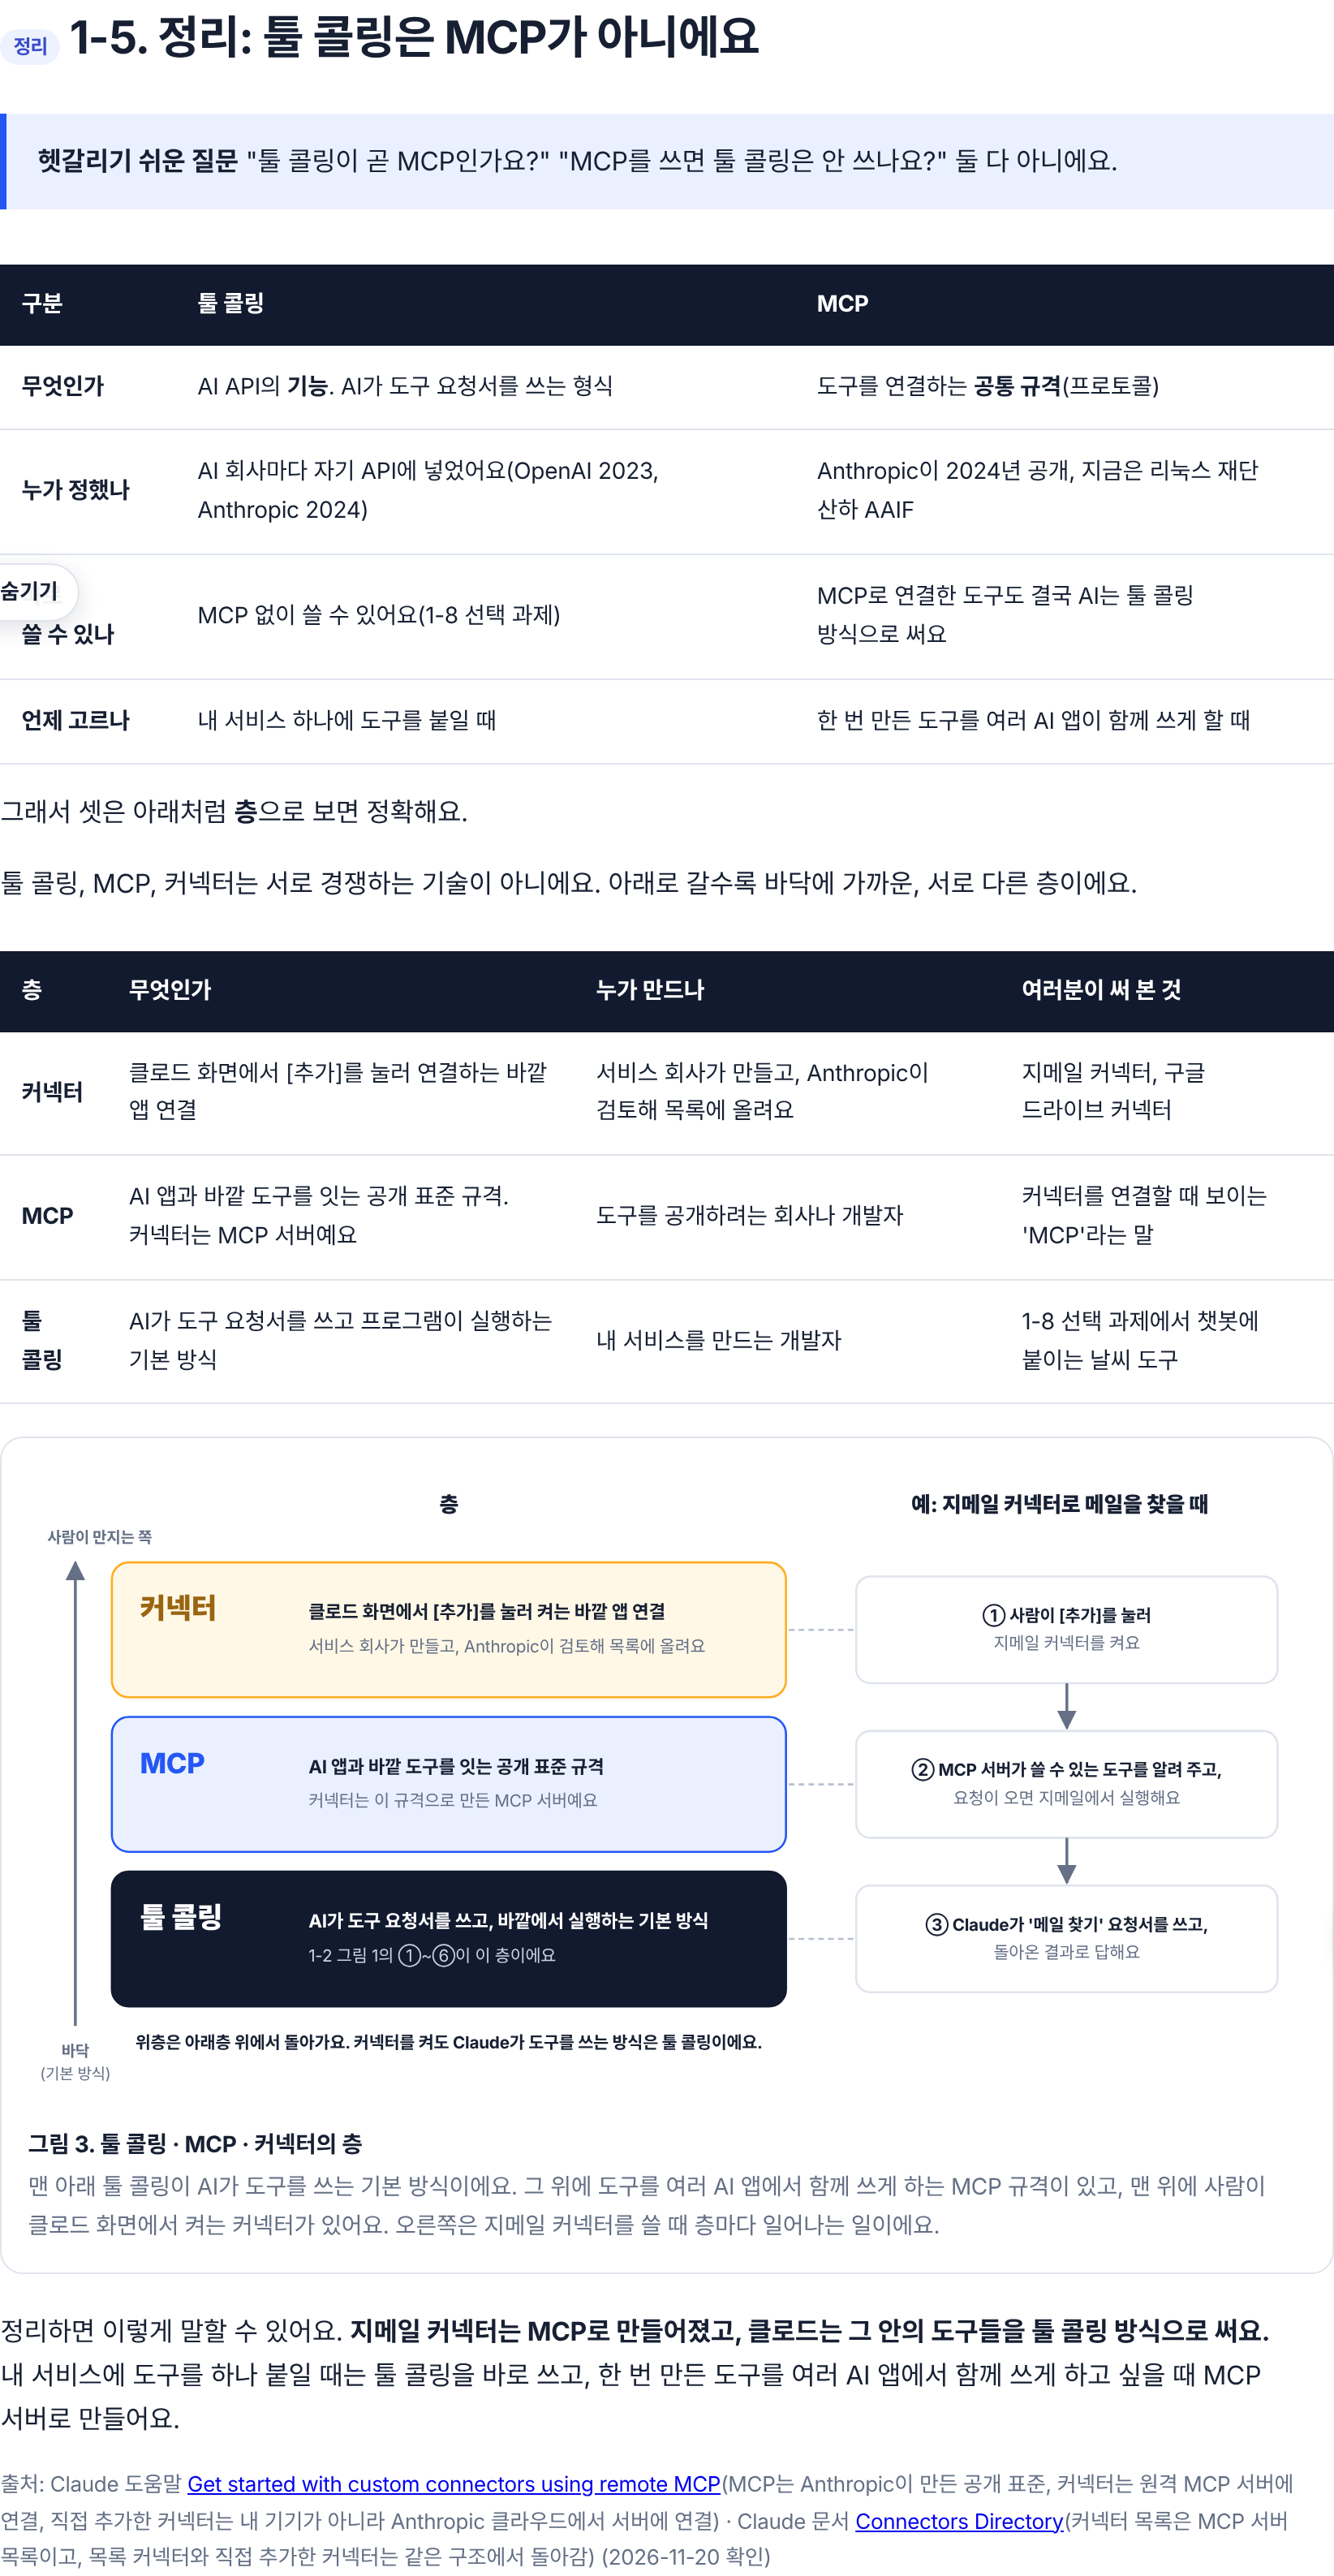 정리 1-5. 정리: 툴 콜링은 MCP가 아니에요
헷갈리기 쉬운 질문 "툴 콜링이 곧 MCP인가요?" "MCP를 쓰면 툴 콜링은 안 쓰나요?" 둘 다 아니에요.
구분 툴 콜링 MCP
무엇인가 AI API의 기능. AI가 도구 요청서를 쓰는 형식 도구를 연결하는 공통 규격(프로토콜)
누가 정했나 AI 회사마다 자기 API에 넣었어요(OpenAI 2023,
Anthropic 2024)
Anthropic이 2024년 공개, 지금은 리눅스 재단
산하 AAIF
숨기기
쓸 수 있나 MCP 없이 쓸 수 있어요(1-8 선택 과제)
MCP로 연결한 도구도 결국 AI는 툴 콜링
방식으로 써요
언제 고르나 내 서비스 하나에 도구를 붙일 때 한 번 만든 도구를 여러 AI 앱이 함께 쓰게 할 때
그래서 셋은 아래처럼 층으로 보면 정확해요.
툴 콜링, MCP, 커넥터는 서로 경쟁하는 기술이 아니에요. 아래로 갈수록 바닥에 가까운, 서로 다른 층이에요.
층 무엇인가 누가 만드나 여러분이 써 본 것
커넥터
클로드 화면에서 [추가]를 눌러 연결하는 바깥
앱 연결
서비스 회사가 만들고, Anthropic이
검토해 목록에 올려요
지메일 커넥터, 구글
드라이브 커넥터
MCP
AI 앱과 바깥 도구를 잇는 공개 표준 규격.
커넥터는 MCP 서버예요
도구를 공개하려는 회사나 개발자
커넥터를 연결할 때 보이는
'MCP'라는 말
툴
콜링
AI가 도구 요청서를 쓰고 프로그램이 실행하는
기본 방식
내 서비스를 만드는 개발자
1-8 선택 과제에서 챗봇에
붙이는 날씨 도구
층
예: 지메일 커넥터로 메일을 찾을 때
사람이 만지는 쪽
커넥터
클로드 화면에서 [추가]를 눌러 켜는 바깥 앱 연결
서비스 회사가 만들고, Anthropic이 검토해 목록에 올려요
① 사람이 [추가]를 눌러
지메일 커넥터를 켜요
MCP
AI 앱과 바깥 도구를 잇는 공개 표준 규격
커넥터는 이 규격으로 만든 MCP 서버예요
② MCP 서버가 쓸 수 있는 도구를 알려 주고,
요청이 오면 지메일에서 실행해요
툴 콜링
AI가 도구 요청서를 쓰고, 바깥에서 실행하는 기본 방식
1-2 그림 1의 ①~⑥이 이 층이에요
③ Claude가 '메일 찾기' 요청서를 쓰고,
돌아온 결과로 답해요
바닥
(기본 방식)
위층은 아래층 위에서 돌아가요. 커넥터를 켜도 Claude가 도구를 쓰는 방식은 툴 콜링이에요.
그림 3. 툴 콜링 · MCP · 커넥터의 층
맨 아래 툴 콜링이 AI가 도구를 쓰는 기본 방식이에요. 그 위에 도구를 여러 AI 앱에서 함께 쓰게 하는 MCP 규격이 있고, 맨 위에 사람이
클로드 화면에서 켜는 커넥터가 있어요. 오른쪽은 지메일 커넥터를 쓸 때 층마다 일어나는 일이에요.
정리하면 이렇게 말할 수 있어요. 지메일 커넥터는 MCP로 만들어졌고, 클로드는 그 안의 도구들을 툴 콜링 방식으로 써요.
내 서비스에 도구를 하나 붙일 때는 툴 콜링을 바로 쓰고, 한 번 만든 도구를 여러 AI 앱에서 함께 쓰게 하고 싶을 때 MCP
서버로 만들어요.
출처: Claude 도움말 Get started with custom connectors using remote MCP(MCP는 Anthropic이 만든 공개 표준, 커넥터는 원격 MCP 서버에
연결, 직접 추가한 커넥터는 내 기기가 아니라 Anthropic 클라우드에서 서버에 연결) · Claude 문서 Connectors Directory(커넥터 목록은 MCP 서버
목록이고, 목록 커넥터와 직접 추가한 커넥터는 같은 구조에서 돌아감) (2026-11-20 확인)